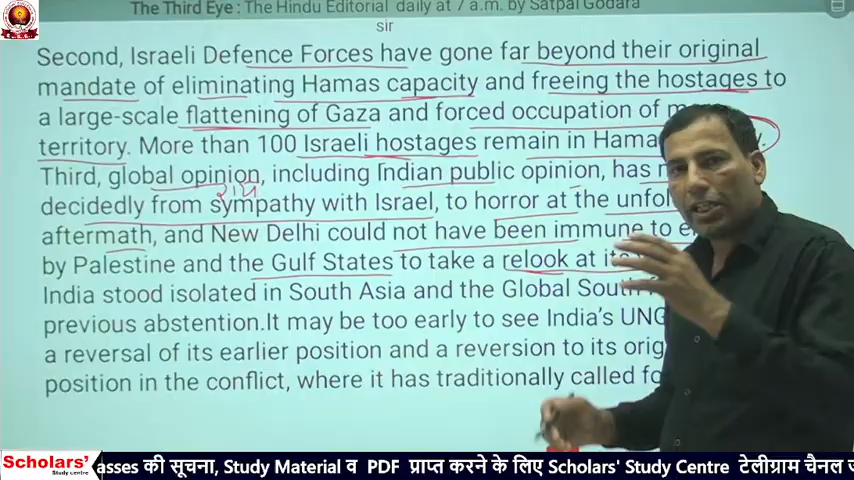 The Third Eye: The Hindu Editorial daily at 7 a.m. by Satpal Godara
sir
Second, Israeli Defence Forces have gone far beyond their original
mandate of eliminating Hamas capacity and freeing the hostages to
a large-scale flattening of Gaza and forced occupation of
territory. More than 100 Israeli hostages remain in Hama
Third, global opinion, including Indian public opinion, has
राय
decidedly from sympathy with Israel, to horror at the unfol
aftermath, and New Delhi could not have been immune to
by Palestine and the Gulf States to take a relook at its
India stood isolated in South Asia and the Global South
previous abstention.It may be too early to see India's UNG
a reversal of its earlier position and a reversion to its orig
position in the conflict, where it has traditionally called fo
Scholars'
Study centre
asses की सूचना, Study Material व PDF प्राप्त करने के लिए Scholars' Study Centre टेलीग्राम चैनल